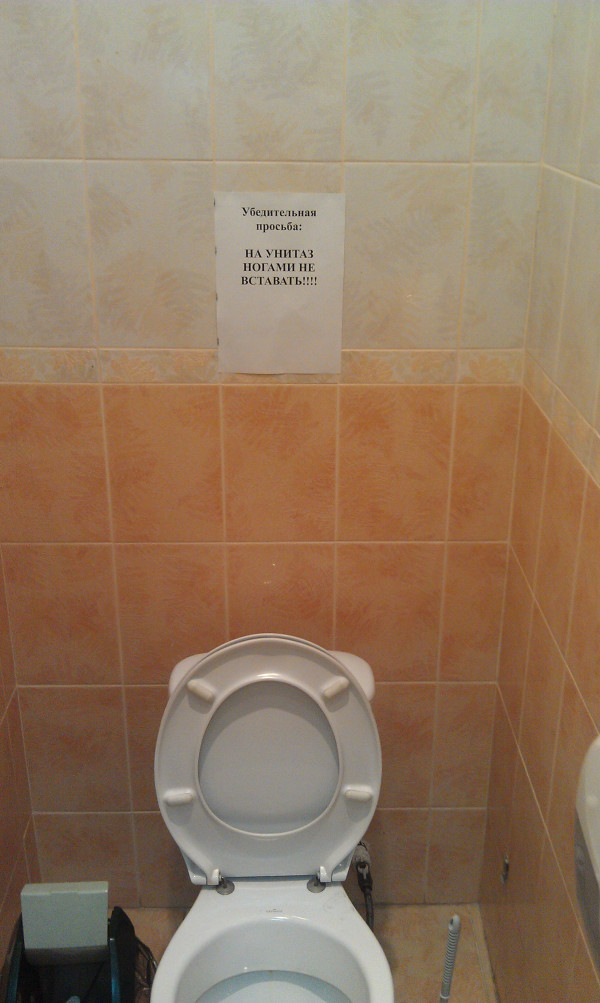 Убедительная
просьба:
НА УНИТАЗ
НОГАМИ НЕ
ВСТАВАТЬ!!!!